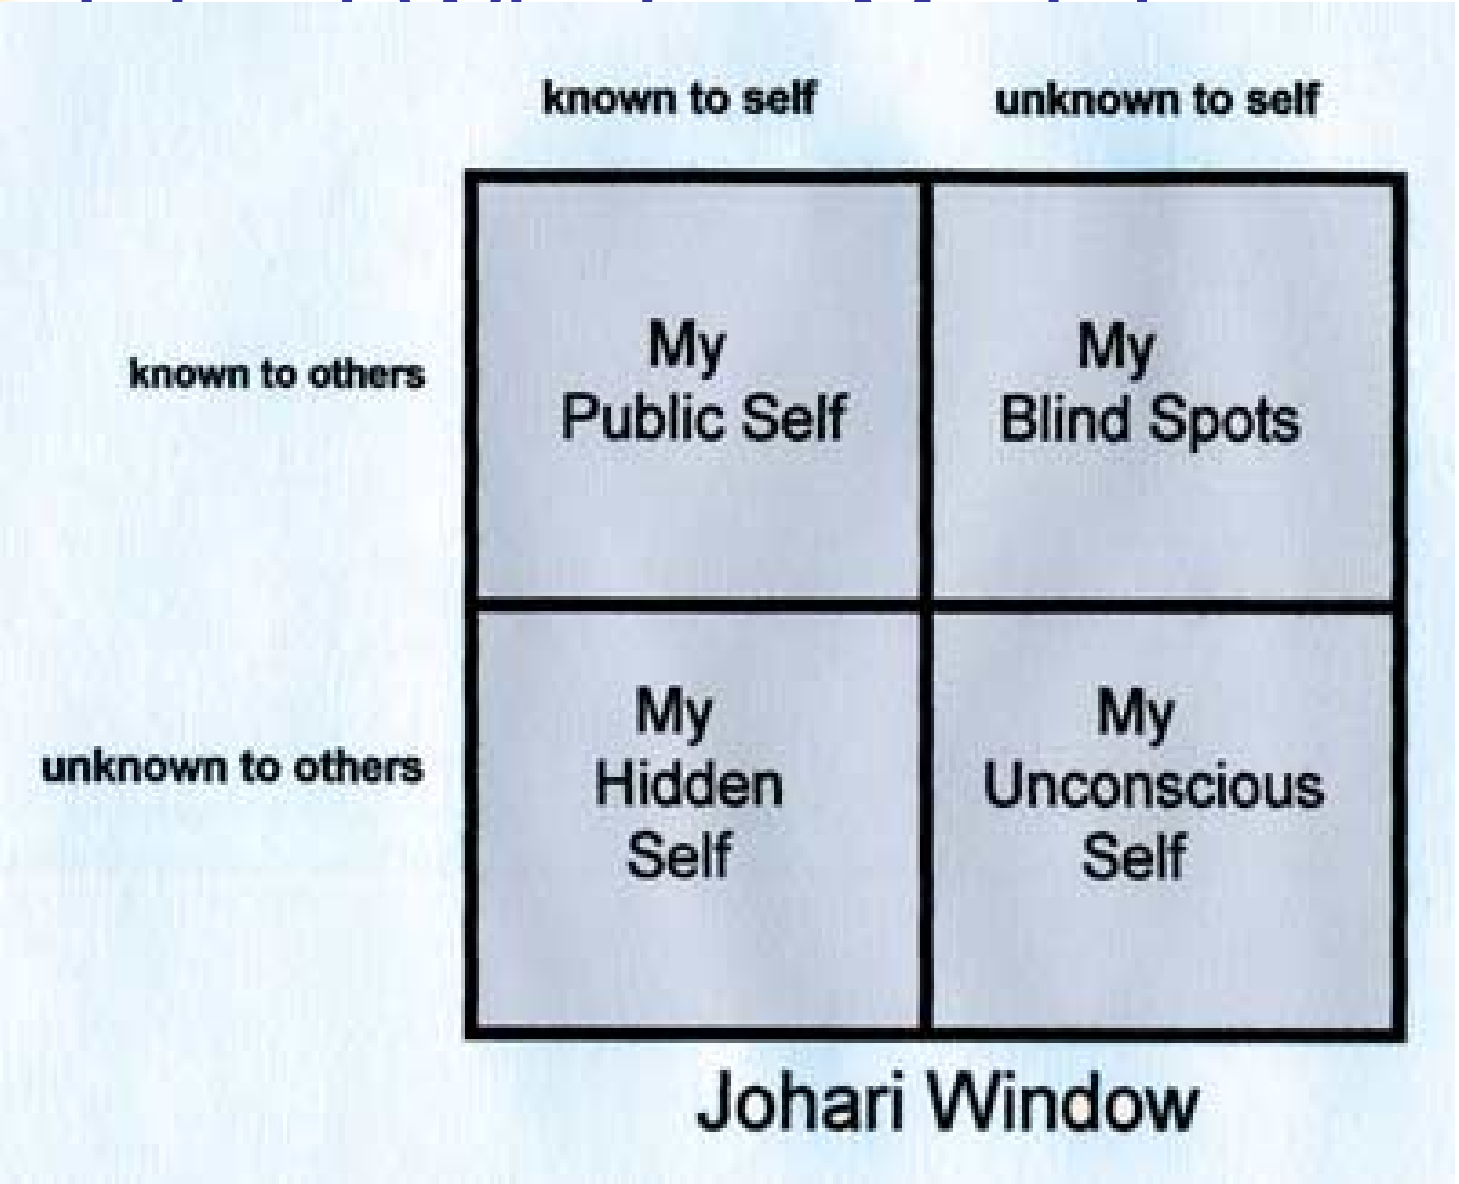 known to self unknown to self
known to others
My
Public Self
My
Blind Spots
unknown to others
My
Hidden
Self
My
Unconscious
Self
Johari Window